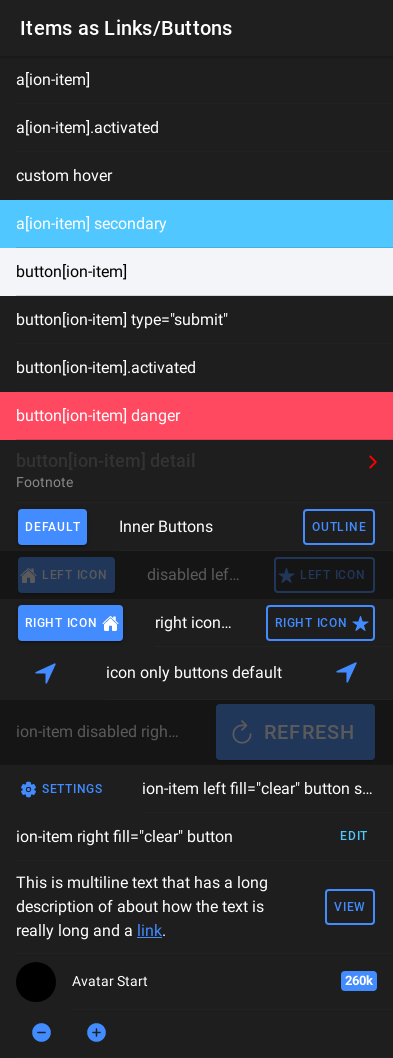 Items as Links/Buttons
a[ion-item]
a[ion-item].activated
custom hover
a[ion-item] secondary
button[ion-item]
button[ion-item] type="submit"
button[ion-item].activated
button[ion-item] danger
button[ion-item] detail
Footnote
DEFAULT Inner Buttons OUTLINE
LEFT ICON disabled lef... LEFT ICON
RIGHT ICON right icon... RIGHT ICON
icon only buttons default
ion-item disabled righ... REFRESH
SETTINGS ion-item left fill="clear" button s...
ion-item right fill="clear" button EDIT
This is multiline text that has a long
description of about how the text is VIEW
really long and a link.
Avatar Start 260k